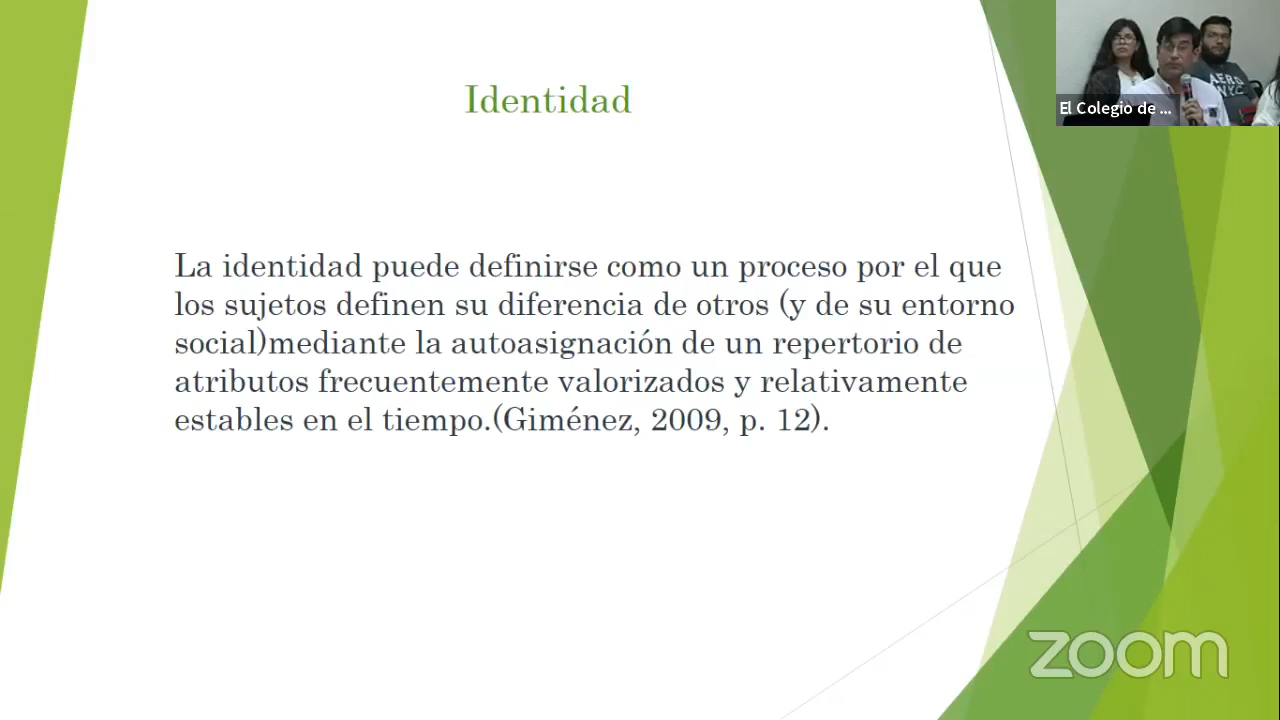 Identidad
La identidad puede definirse como un proceso por el que
los sujetos definen su diferencia de otros (y de su entorno
social)mediante la autoasignación de un repertorio de
atributos frecuentemente valorizados y relativamente
estables en el tiempo.(Giménez, 2009, p. 12).
AERO
NYC
El Colegio de ...
zoom